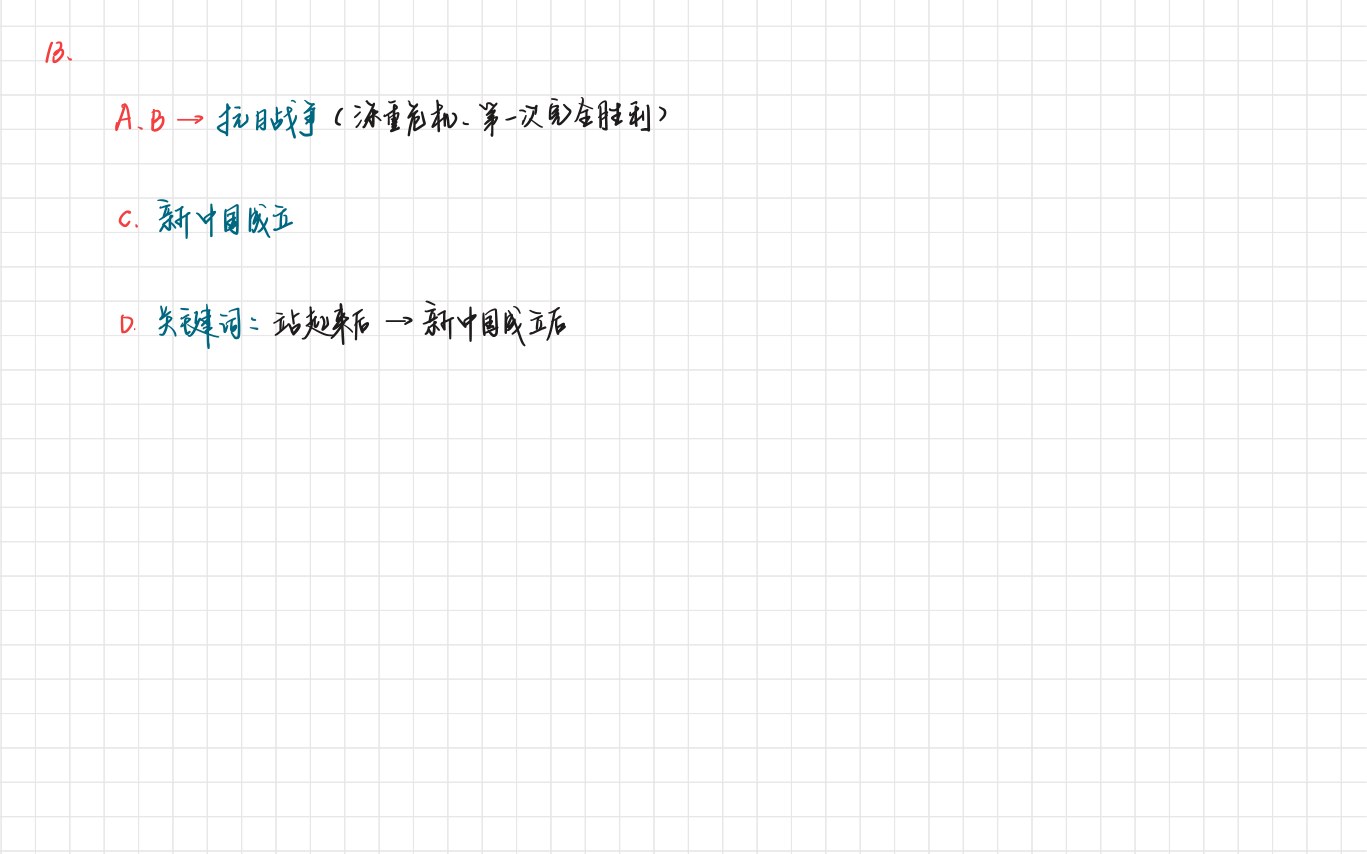 13.
A、B → 抗日战争（深重危机、第一次完全胜利）
C. 新中国成立
D. 关键词：站起来后 → 新中国成立后